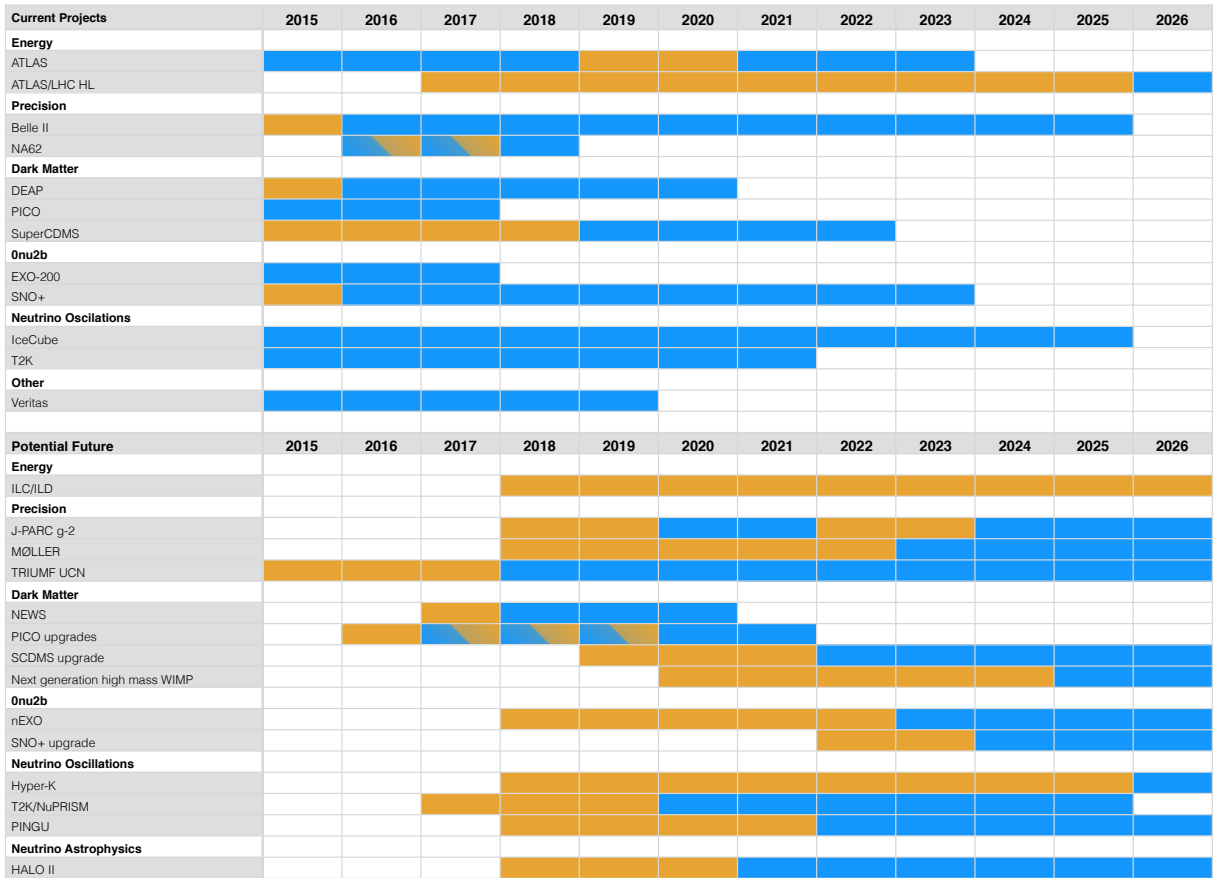 Current Projects 2015 2016 2017 2018 2019 2020 2021 2022 2023 2024 2025 2026
Energy
ATLAS
ATLAS/LHC HL
Precision
Belle II
NA62
Dark Matter
DEAP
PICO
SuperCDMS
0nu2b
EXO-200
SNO+
Neutrino Oscilations
IceCube
T2K
Other
Veritas
Potential Future 2015 2016 2017 2018 2019 2020 2021 2022 2023 2024 2025 2026
Energy
ILC/ILD
Precision
J-PARC g-2
MØLLER
TRIUMF UCN
Dark Matter
NEWS
PICO upgrades
SCDMS upgrade
Next generation high mass WIMP
0nu2b
nEXO
SNO+ upgrade
Neutrino Oscillations
Hyper-K
T2K/NuPRISM
PINGU
Neutrino Astrophysics
HALO II